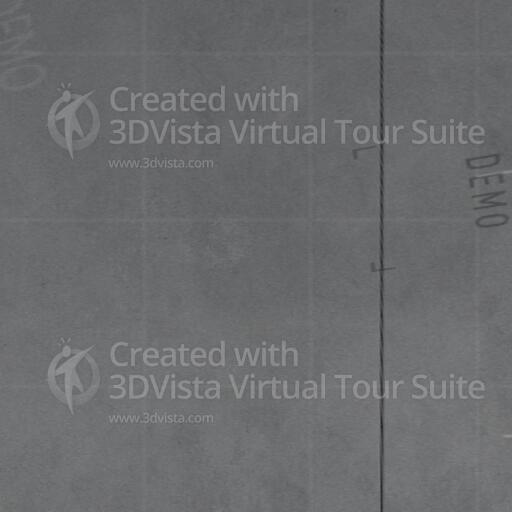 DEMO
Created with
3DVista Virtual Tour Suite
www.3dvista.com
L
DEMO
J
Created with
3DVista Virtual Tour Suite
www.3dvista.com